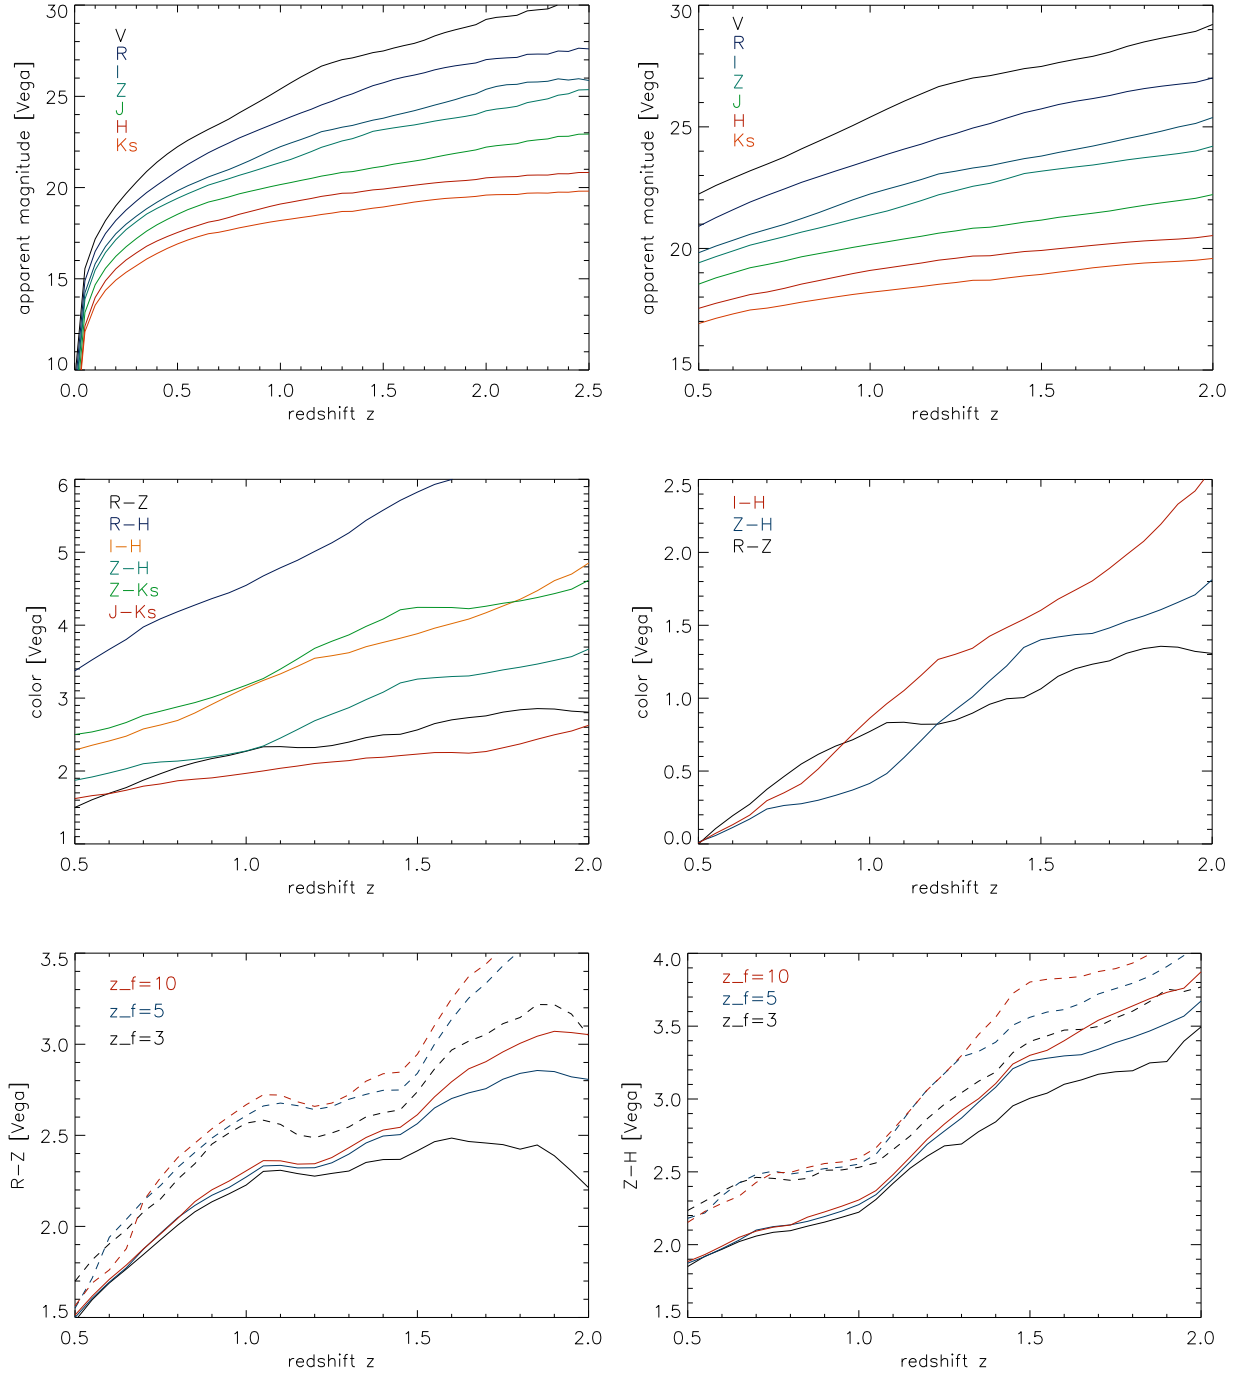 30
25
20
15
10
apparent magnitude [Vega]
V
R
I
Z
J
H
Ks
0.0
0.5
1.0
1.5
2.0
2.5
redshift z
30
25
20
15
apparent magnitude [Vega]
V
R
I
Z
J
H
Ks
0.5
1.0
1.5
2.0
redshift z
6
5
4
3
2
1
color [Vega]
R−Z
R−H
I−H
Z−H
Z−Ks
J−Ks
0.5
1.0
1.5
2.0
redshift z
2.5
2.0
1.5
1.0
0.5
0.0
color [Vega]
I−H
Z−H
R−Z
0.5
1.0
1.5
2.0
redshift z
3.5
3.0
2.5
2.0
1.5
R−Z [Vega]
z_f=10
z_f=5
z_f=3
0.5
1.0
1.5
2.0
redshift z
4.0
3.5
3.0
2.5
2.0
1.5
Z−H [Vega]
z_f=10
z_f=5
z_f=3
0.5
1.0
1.5
2.0
redshift z